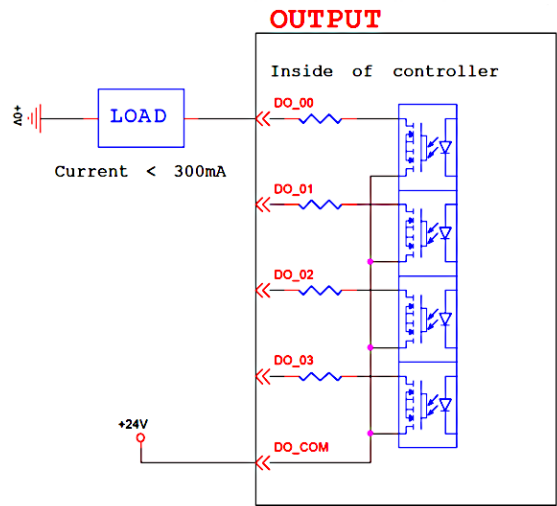 OUTPUT
Inside of controller
DO_00
+0V
LOAD
Current < 300mA
DO_01
DO_02
DO_03
+24V
DO_COM